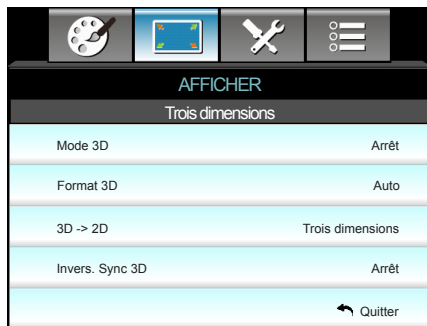 AFFICHER
Trois dimensions
Mode 3D Arrêt
Format 3D Auto
3D -> 2D Trois dimensions
Invers. Sync 3D Arrêt
Quitter